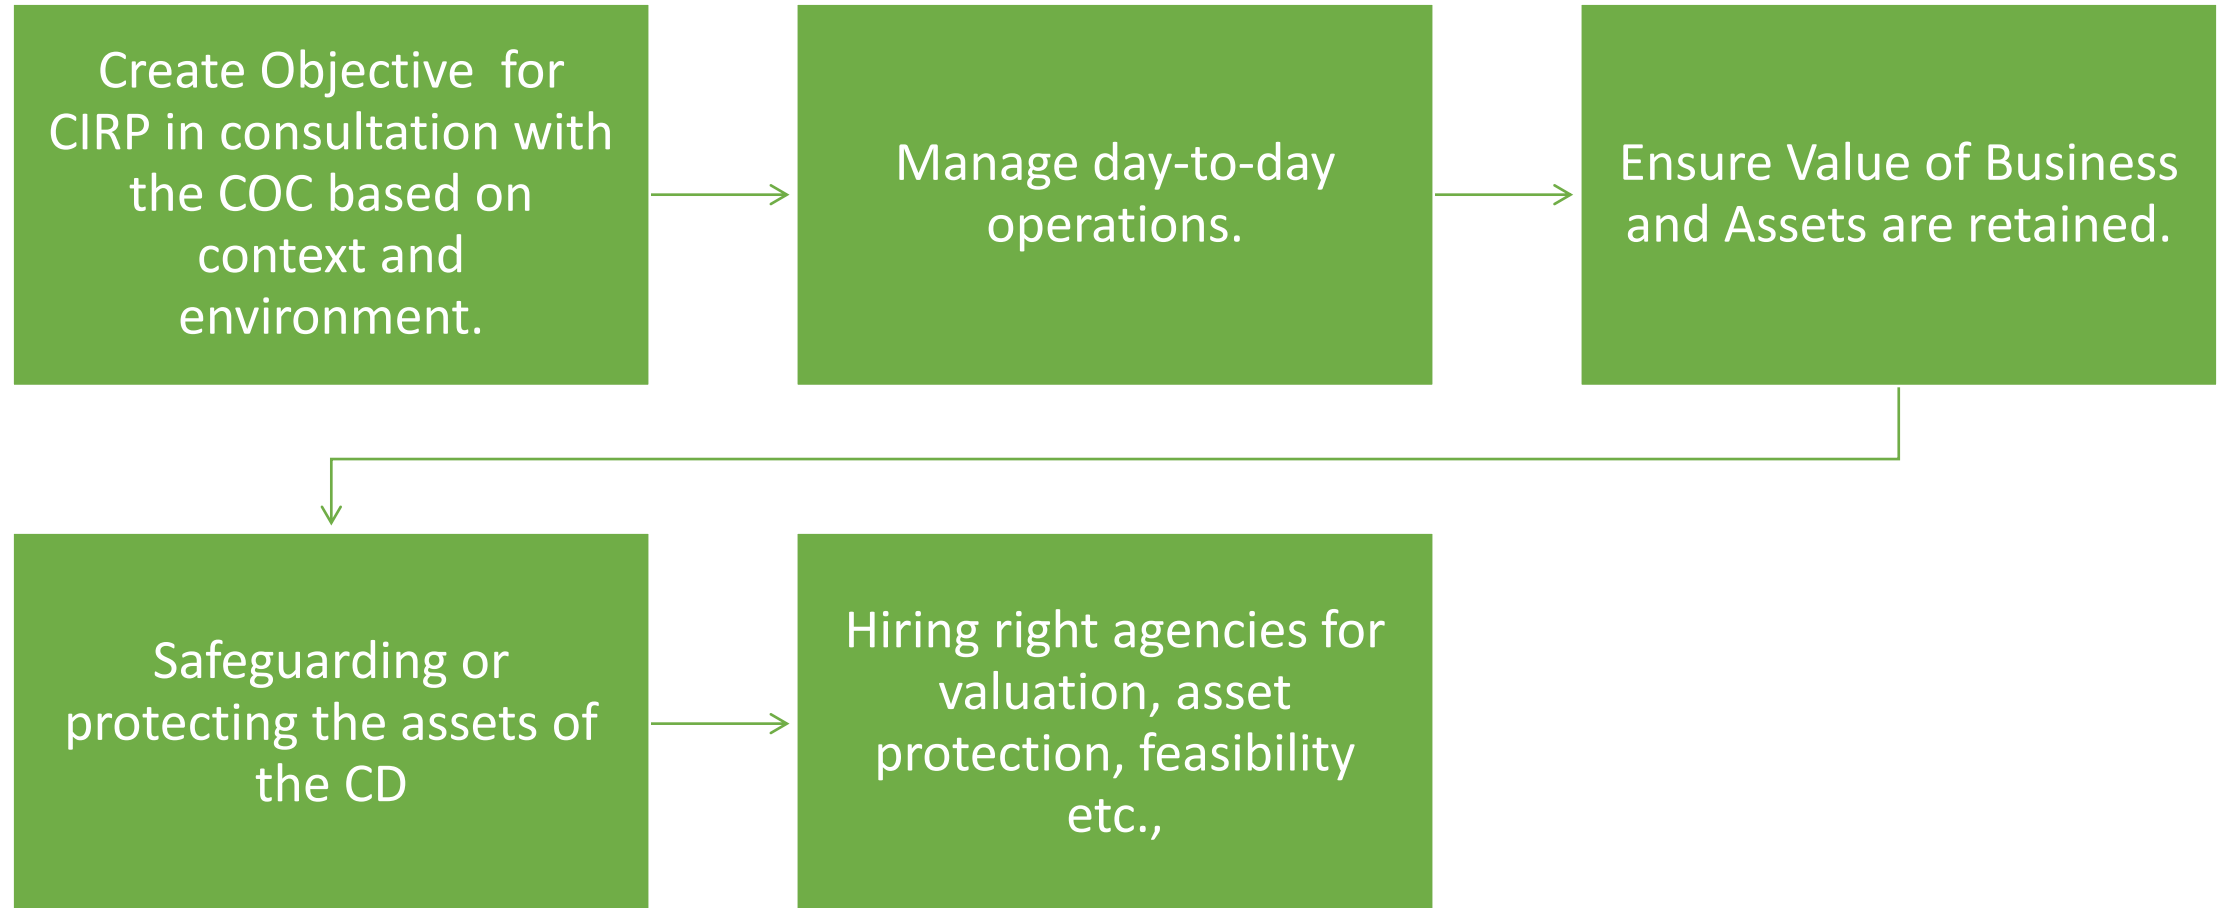 Create Objective  for
CIRP in consultation with
the COC based on
context and
environment.
Manage day-to-day
operations.
Ensure Value of Business
and Assets are retained.
Safeguarding or
protecting the assets of
the CD
Hiring right agencies for
valuation, asset
protection, feasibility
etc.,